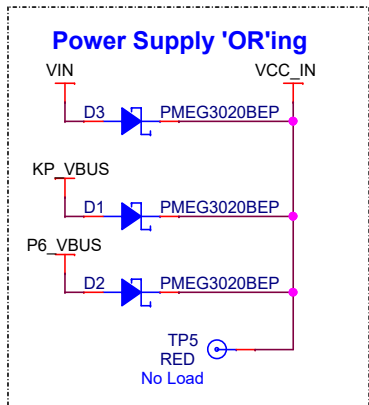 Power Supply 'OR'ing
VIN VCC_IN
D3 PMEG3020BEP
KP_VBUS
D1 PMEG3020BEP
P6_VBUS
D2 PMEG3020BEP
TP5
RED
No Load